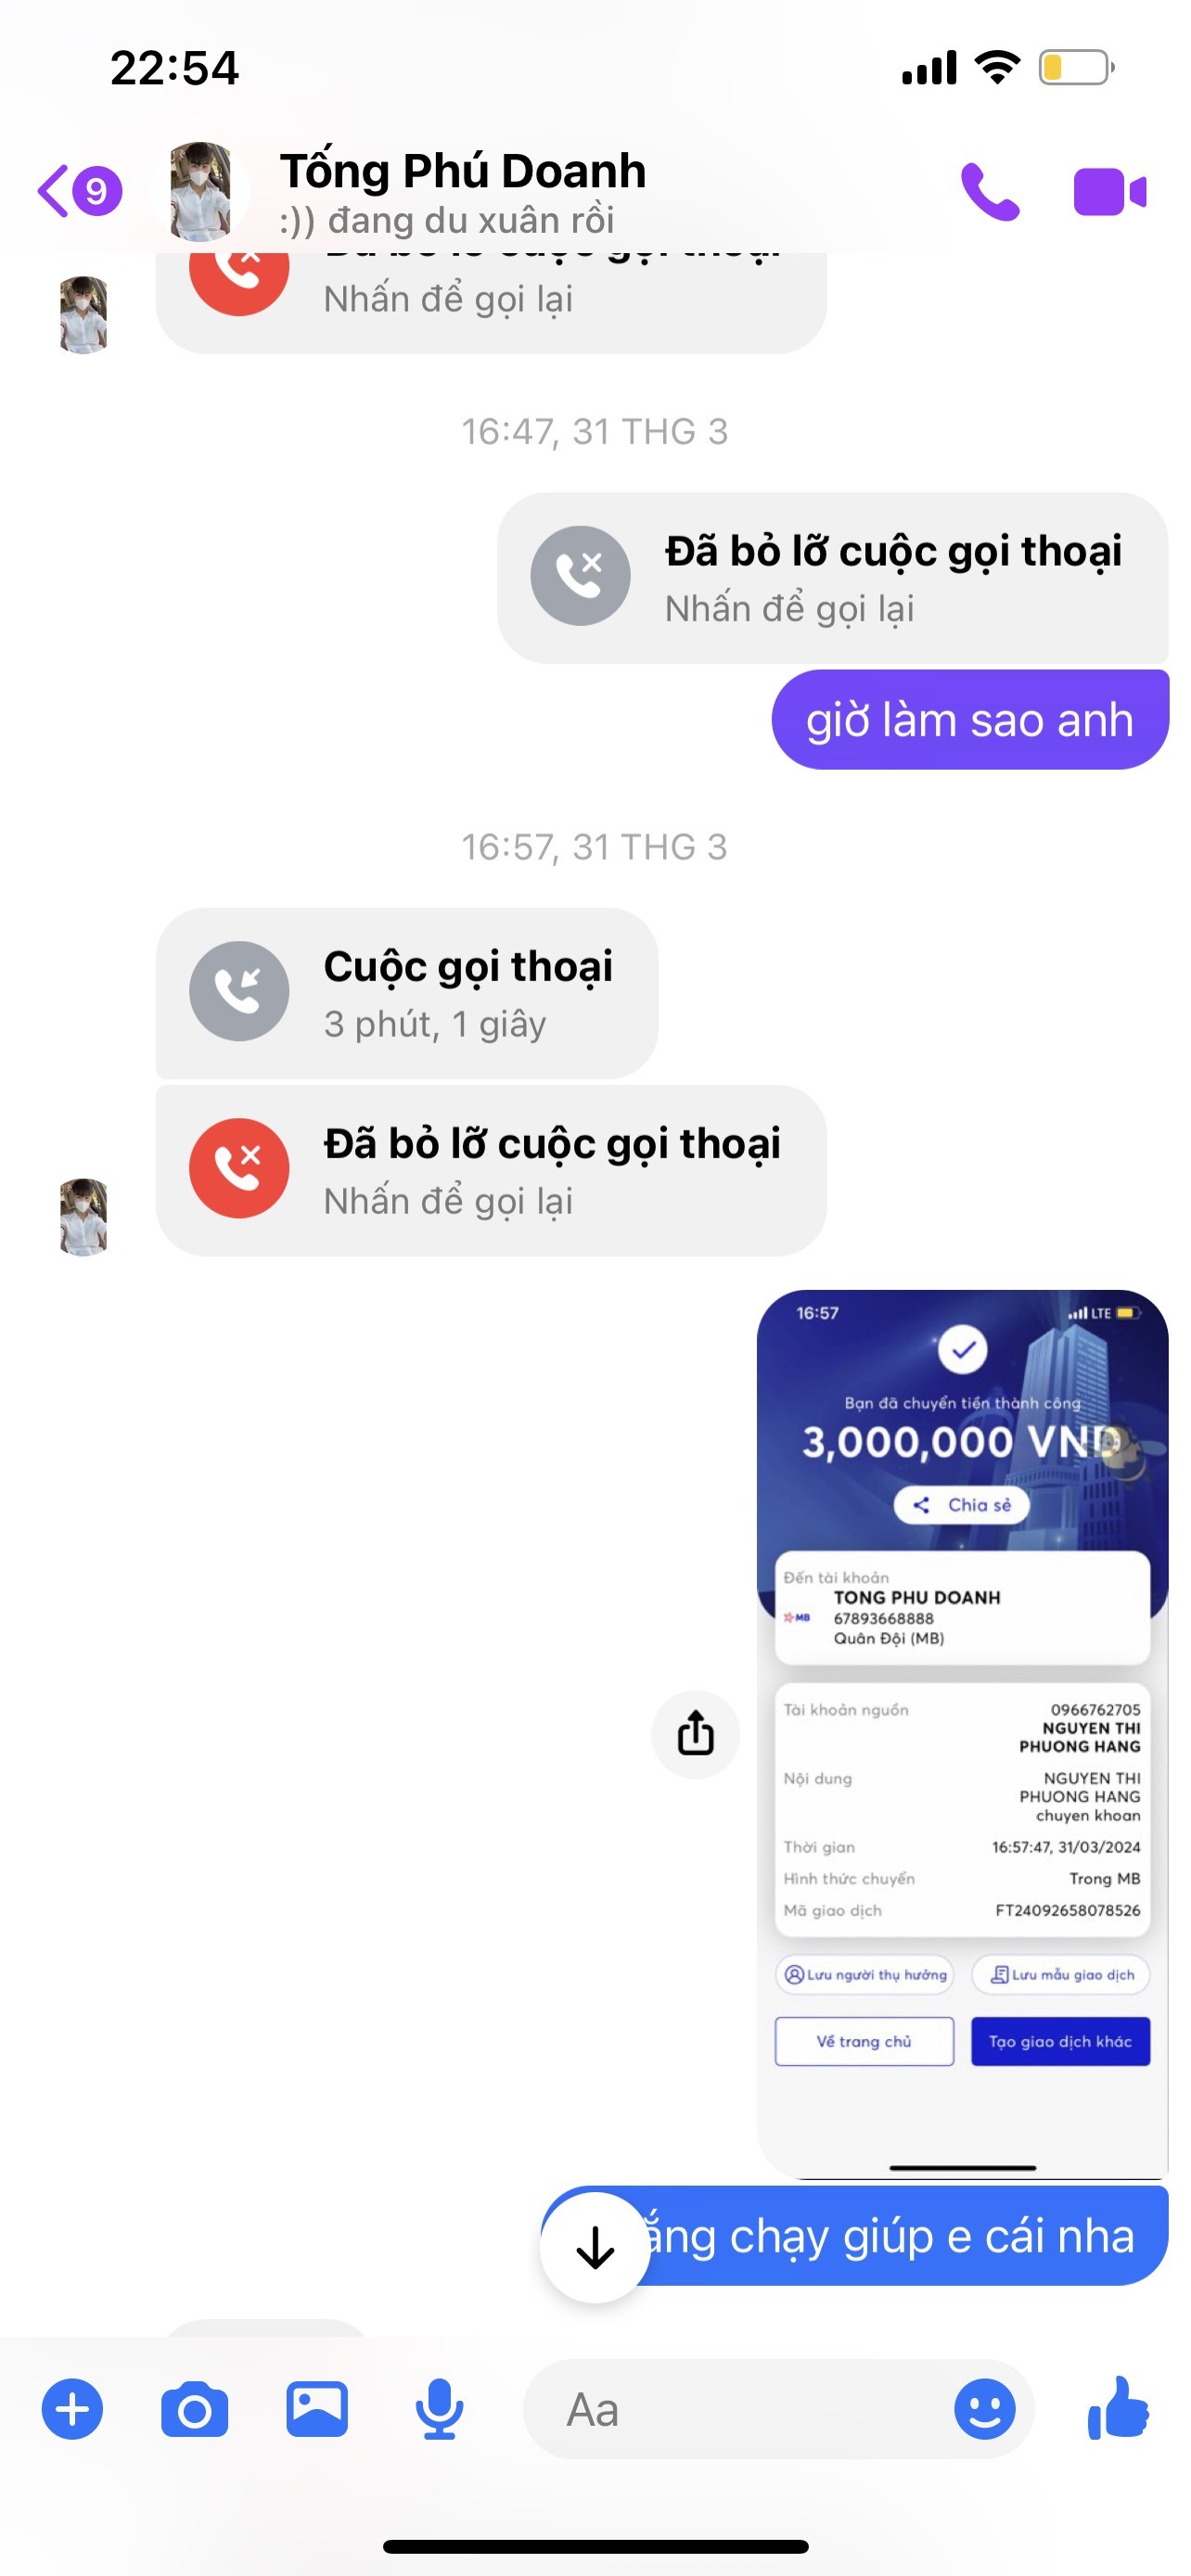 22:54
9
Tống Phú Doanh
:)) đang du xuân rồi
Đã bỏ lỡ cuộc gọi thoại
Nhấn để gọi lại
16:47, 31 THG 3
Đã bỏ lỡ cuộc gọi thoại
Nhấn để gọi lại
giờ làm sao anh
16:57, 31 THG 3
Cuộc gọi thoại
3 phút, 1 giây
Đã bỏ lỡ cuộc gọi thoại
Nhấn để gọi lại
16:57
LTE
Bạn đã chuyển tiền thành công
3,000,000 VND
Chia sẻ
Đến tài khoản
TONG PHU DOANH
MB
67893668888
Quân Đội (MB)
Tài khoản nguồn
0966762705
NGUYEN THI
PHUONG HANG
Nội dung
NGUYEN THI
PHUONG HANG
chuyen khoan
Thời gian
16:57:47, 31/03/2024
Hình thức chuyển
Trong MB
Mã giao dịch
FT24092658078526
Lưu người thụ hưởng
Lưu mẫu giao dịch
Về trang chủ
Tạo giao dịch khác
chạy giúp e cái nha
Aa